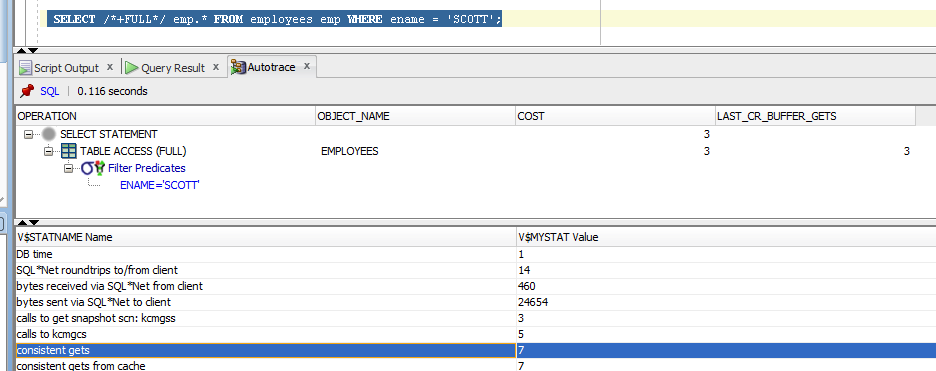 SELECT /*+FULL*/ emp.* FROM employees emp WHERE ename = 'SCOTT';
Script Output x Query Result x Autotrace x
SQL | 0.116 seconds
OPERATION OBJECT_NAME COST LAST_CR_BUFFER_GETS
SELECT STATEMENT 3
TABLE ACCESS (FULL) EMPLOYEES 3 3
Filter Predicates
ENAME='SCOTT'
V$STATNAME Name V$MYSTAT Value
DB time 1
SQL*Net roundtrips to/from client 14
bytes received via SQL*Net from client 460
bytes sent via SQL*Net to client 24654
calls to get snapshot scn: kcmgss 3
calls to kcmgcs 5
consistent gets 7
consistent gets from cache 7